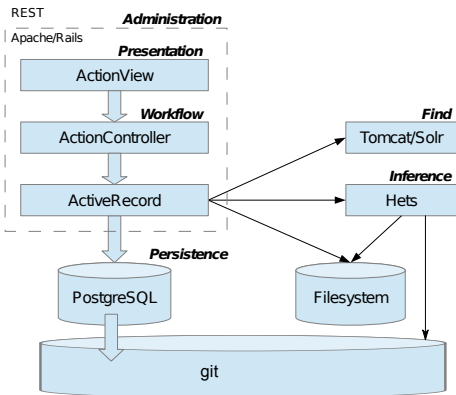 REST
Administration
Apache/Rails
Presentation
ActionView
Workflow
ActionController
Find
Tomcat/Solr
ActiveRecord
Inference
Hets
Persistence
PostgreSQL
Filesystem
git